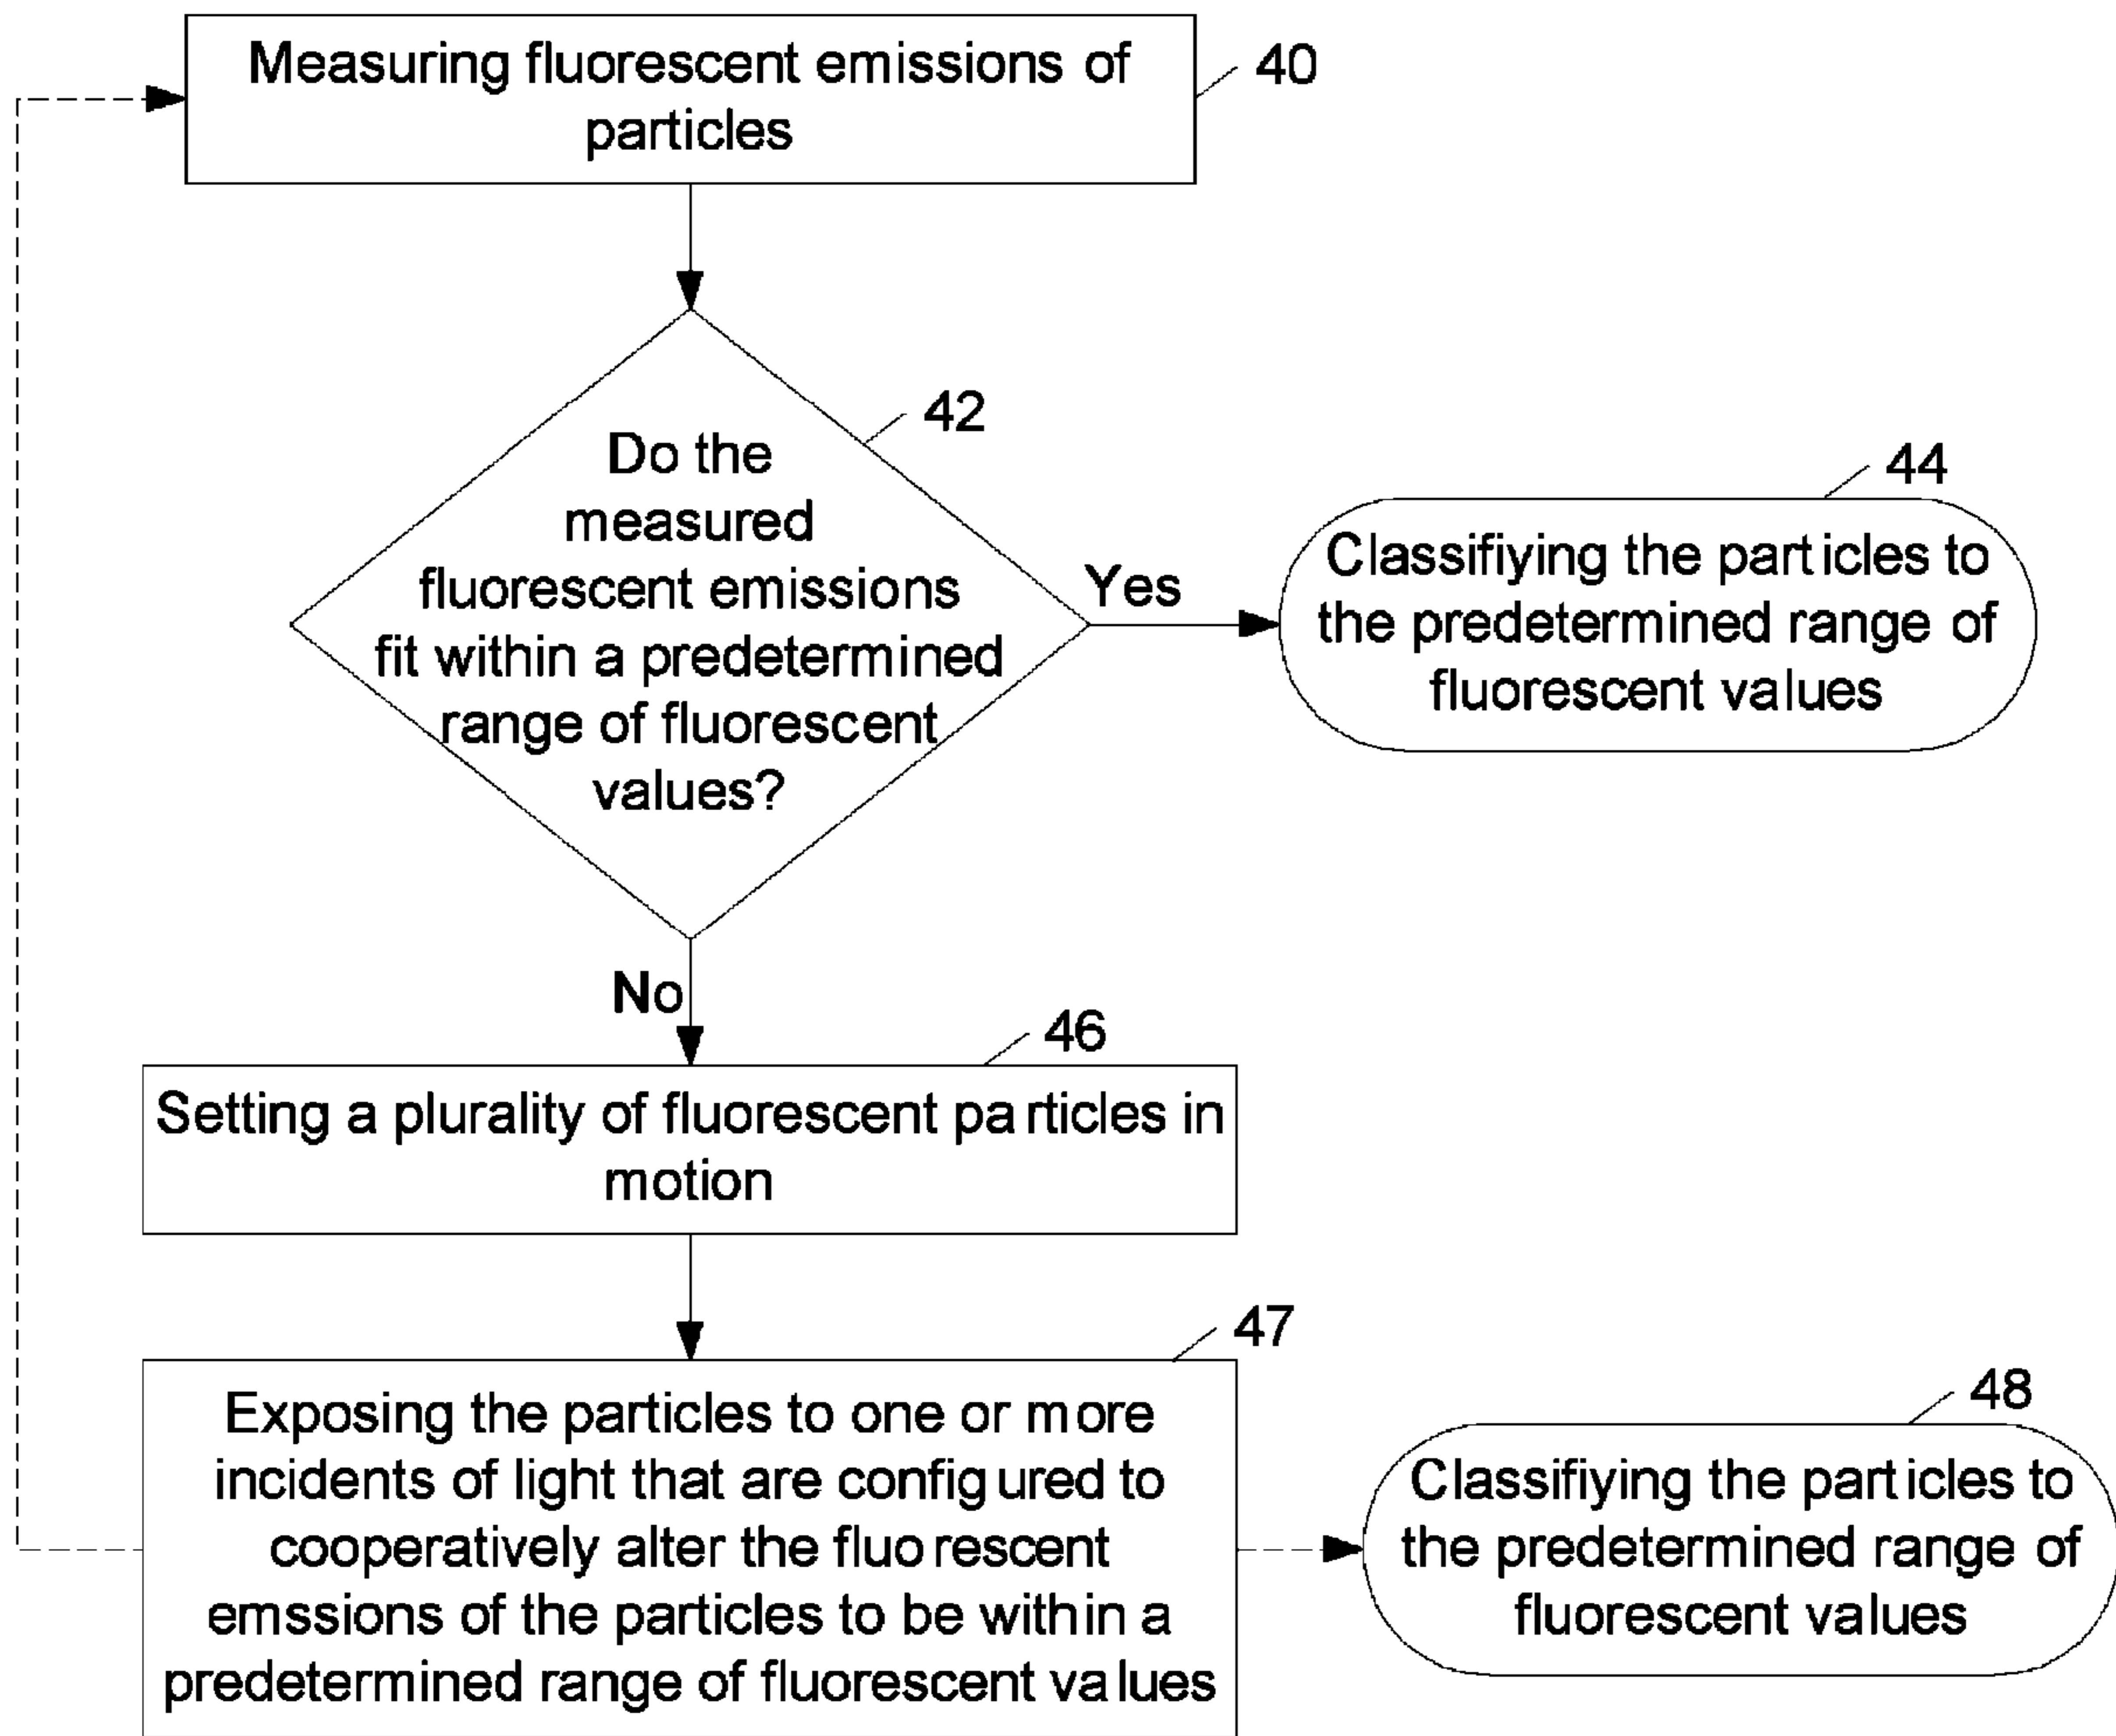 Measuring fluorescent emissions of
particles
40
Do the
measured
fluorescent emissions
fit within a predetermined
range of fluorescent
values?
42
Yes
44
Classifiying the particles to
the predetermined range of
fluorescent values
No
46
Setting a plurality of fluorescent particles in
motion
47
Exposing the particles to one or more
incidents of light that are configured to
cooperatively alter the fluorescent
emssions of the particles to be within a
predetermined range of fluorescent values
48
Classifiying the particles to
the predetermined range of
fluorescent values